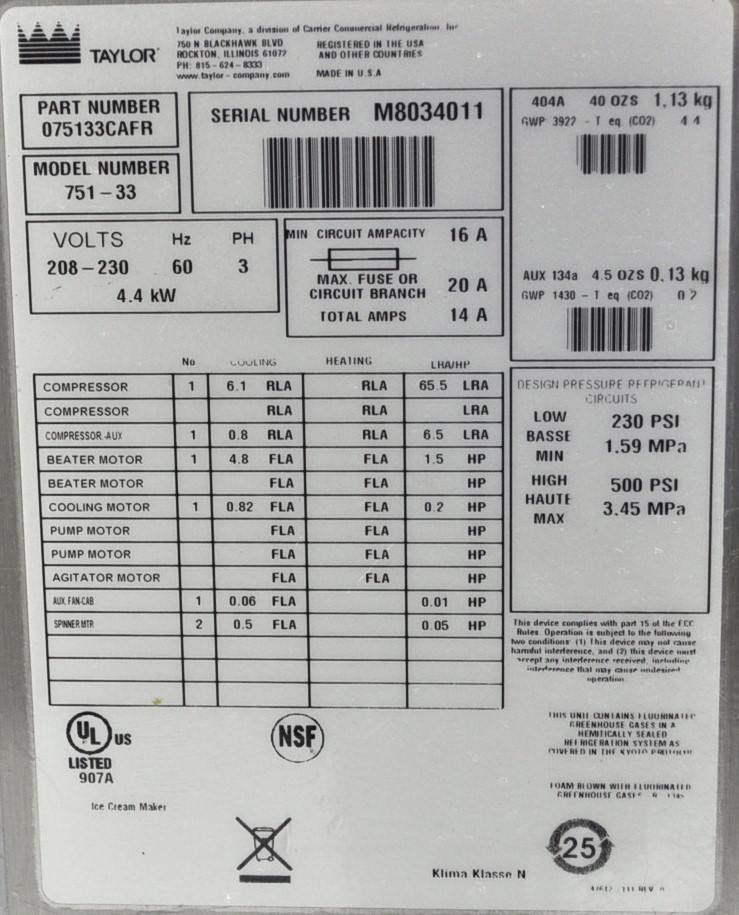 TAYLOR
Taylor Company, a division of Carrier Commercial Refrigeration, Inc
750 N BLACKHAWK BLVD
ROCKTON, ILLINOIS 61072
PH: 815-624-8333
www.taylor-company.com
REGISTERED IN THE USA
AND OTHER COUNTRIES
MADE IN U.S.A
PART NUMBER
075133CAFR
MODEL NUMBER
751-33
SERIAL NUMBER M8034011
404A 40 OZS 1.13 kg
GWP 3922 - T eq (CO2) 4 4
AUX 134a 4.5 OZS 0.13 kg
GWP 1430 - T eq (CO2) 0 2
VOLTS Hz PH
208-230 60 3
4.4 kW
MIN CIRCUIT AMPACITY 16 A
MAX. FUSE OR
CIRCUIT BRANCH 20 A
TOTAL AMPS 14 A
No COOLING HEATING LRA/HP
COMPRESSOR 1 6.1 RLA RLA 65.5 LRA
COMPRESSOR RLA RLA LRA
COMPRESSOR-AUX 1 0.8 RLA RLA 6.5 LRA
BEATER MOTOR 1 4.8 FLA FLA 1.5 HP
BEATER MOTOR FLA FLA HP
COOLING MOTOR 1 0.82 FLA FLA 0.2 HP
PUMP MOTOR FLA FLA HP
PUMP MOTOR FLA FLA HP
AGITATOR MOTOR FLA FLA HP
AUX. FAN-CAB 1 0.06 FLA 0.01 HP
SPINNER MTR 2 0.5 FLA 0.05 HP
DESIGN PRESSURE REFRIGERANT
CIRCUITS
LOW
BASSE
MIN
230 PSI
1.59 MPa
HIGH
HAUTE
MAX
500 PSI
3.45 MPa
This device complies with part 15 of the FCC
Rules. Operation is subject to the following
two conditions: (1) This device may not cause
harmful interference, and (2) this device must
accept any interference received, including
interference that may cause undesired
operation.
THIS UNIT CONTAINS FLUORINATED
GREENHOUSE GASES IN A
HEMITICALLY SEALED
REFRIGERATION SYSTEM AS
COVERED IN THE KYOTO PROTOCOL
FOAM BLOWN WITH FLUORINATED
GREENHOUSE GASES
UL US
LISTED
907A
NSF
Ice Cream Maker
25
Klima Klasse N